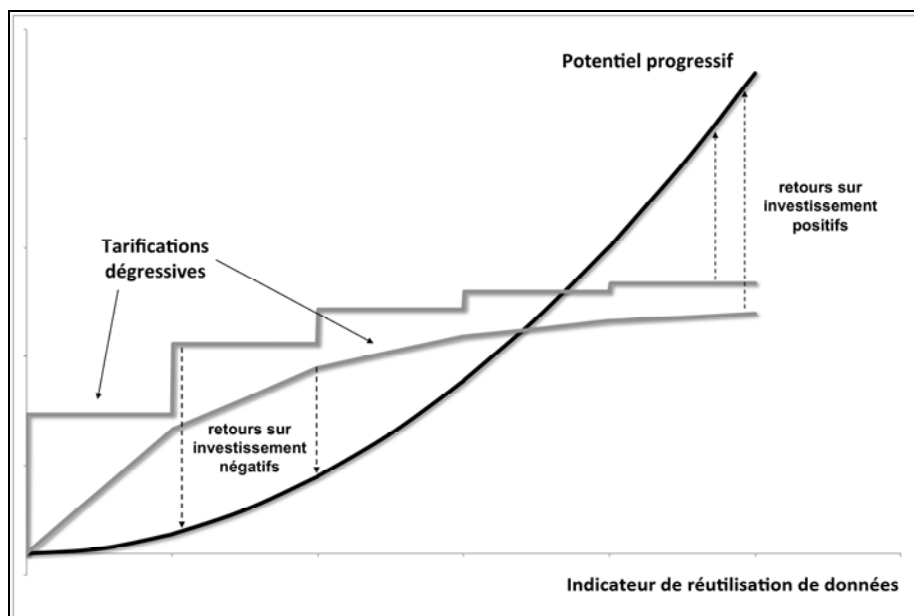 Potentiel progressif
retours sur
investissement
positifs
Tarifications
dégressives
retours sur
investissement
négatifs
Indicateur de réutilisation de données